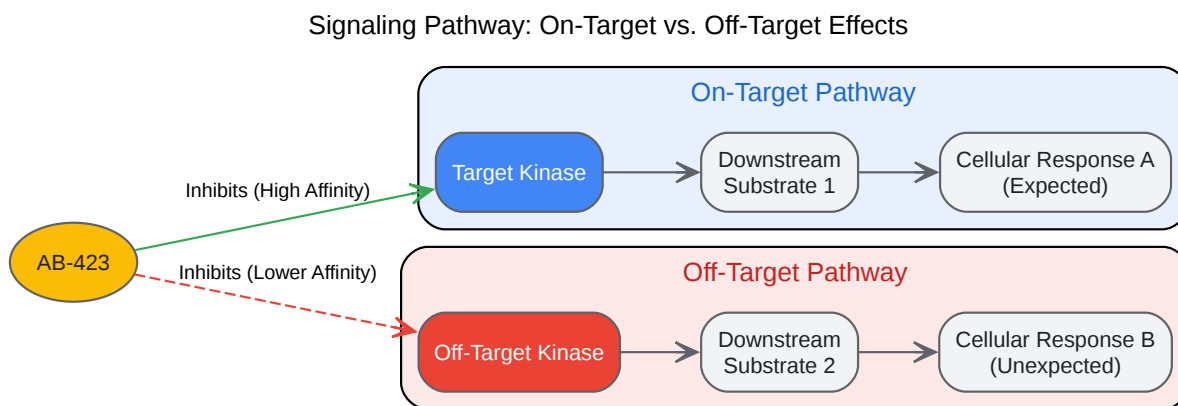 Signaling Pathway: On-Target vs. Off-Target Effects
On-Target Pathway
Target Kinase
Downstream
Substrate 1
Cellular Response A
(Expected)
Inhibits (High Affinity)
AB-423
Inhibits (Lower Affinity)
Off-Target Pathway
Off-Target Kinase
Downstream
Substrate 2
Cellular Response B
(Unexpected)